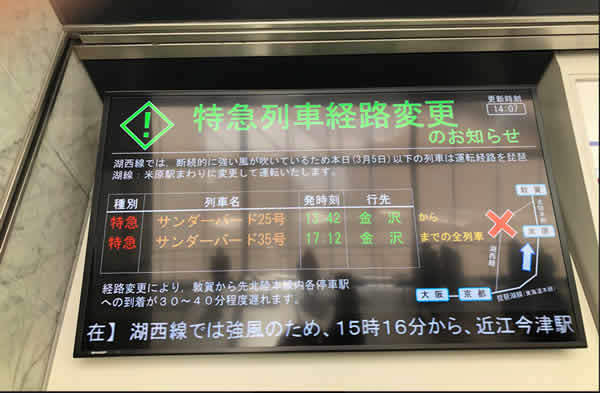 更新時刻
14:07
特急列車経路変更
のお知らせ
湖西線では、断続的に強い風が吹いているため本日(3月5日)以下の列車は運転経路を琵琶
湖線・米原駅まわりに変更して運転いたします。
種別 列車名 発時刻 行先
特急 サンダーバード25号 13:42 金沢 から
特急 サンダーバード35号 17:12 金沢 までの全列車
敦賀
北陸本線
米原
湖西線
大阪 京都
琵琶湖線(東海道本線)
経路変更により、敦賀から先北陸本線内各停車駅
への到着が30~40分程度遅れます。
在】 湖西線では強風のため、15時16分から、近江今津駅
SHARP